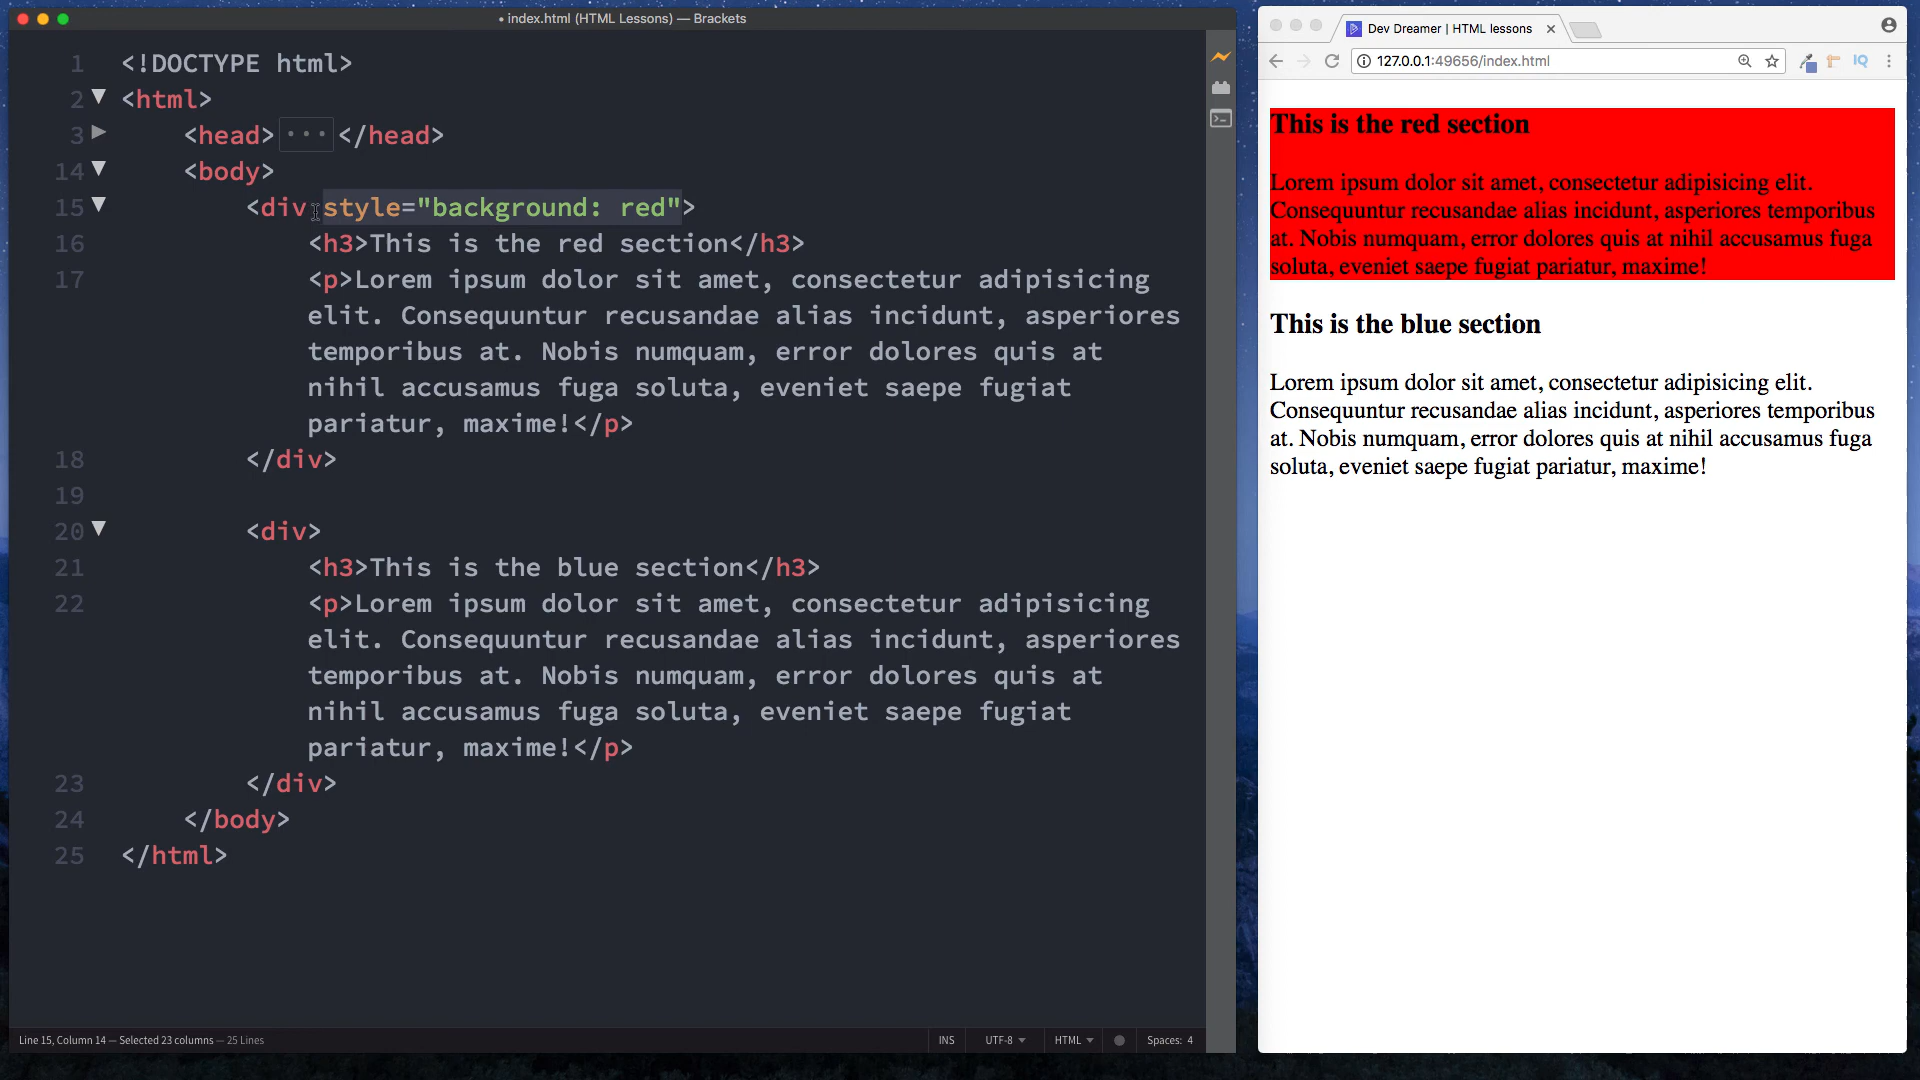 • index.html (HTML Lessons) — Brackets
1 <!DOCTYPE html>
2 <html>
3 <head>···</head>
14 <body>
15 <div style="background: red">
16 <h3>This is the red section</h3>
17 <p>Lorem ipsum dolor sit amet, consectetur adipisicing
elit. Consequuntur recusandae alias incidunt, asperiores
temporibus at. Nobis numquam, error dolores quis at
nihil accusamus fuga soluta, eveniet saepe fugiat
pariatur, maxime!</p>
18 </div>
19
20 <div>
21 <h3>This is the blue section</h3>
22 <p>Lorem ipsum dolor sit amet, consectetur adipisicing
elit. Consequuntur recusandae alias incidunt, asperiores
temporibus at. Nobis numquam, error dolores quis at
nihil accusamus fuga soluta, eveniet saepe fugiat
pariatur, maxime!</p>
23 </div>
24 </body>
25 </html>
Line 15, Column 14 — Selected 23 columns — 25 Lines
INS UTF-8 HTML Spaces: 4
Dev Dreamer | HTML lessons
127.0.0.1:49656/index.html
IQ
This is the red section
Lorem ipsum dolor sit amet, consectetur adipisicing elit.
Consequuntur recusandae alias incidunt, asperiores temporibus
at. Nobis numquam, error dolores quis at nihil accusamus fuga
soluta, eveniet saepe fugiat pariatur, maxime!
This is the blue section
Lorem ipsum dolor sit amet, consectetur adipisicing elit.
Consequuntur recusandae alias incidunt, asperiores temporibus
at. Nobis numquam, error dolores quis at nihil accusamus fuga
soluta, eveniet saepe fugiat pariatur, maxime!